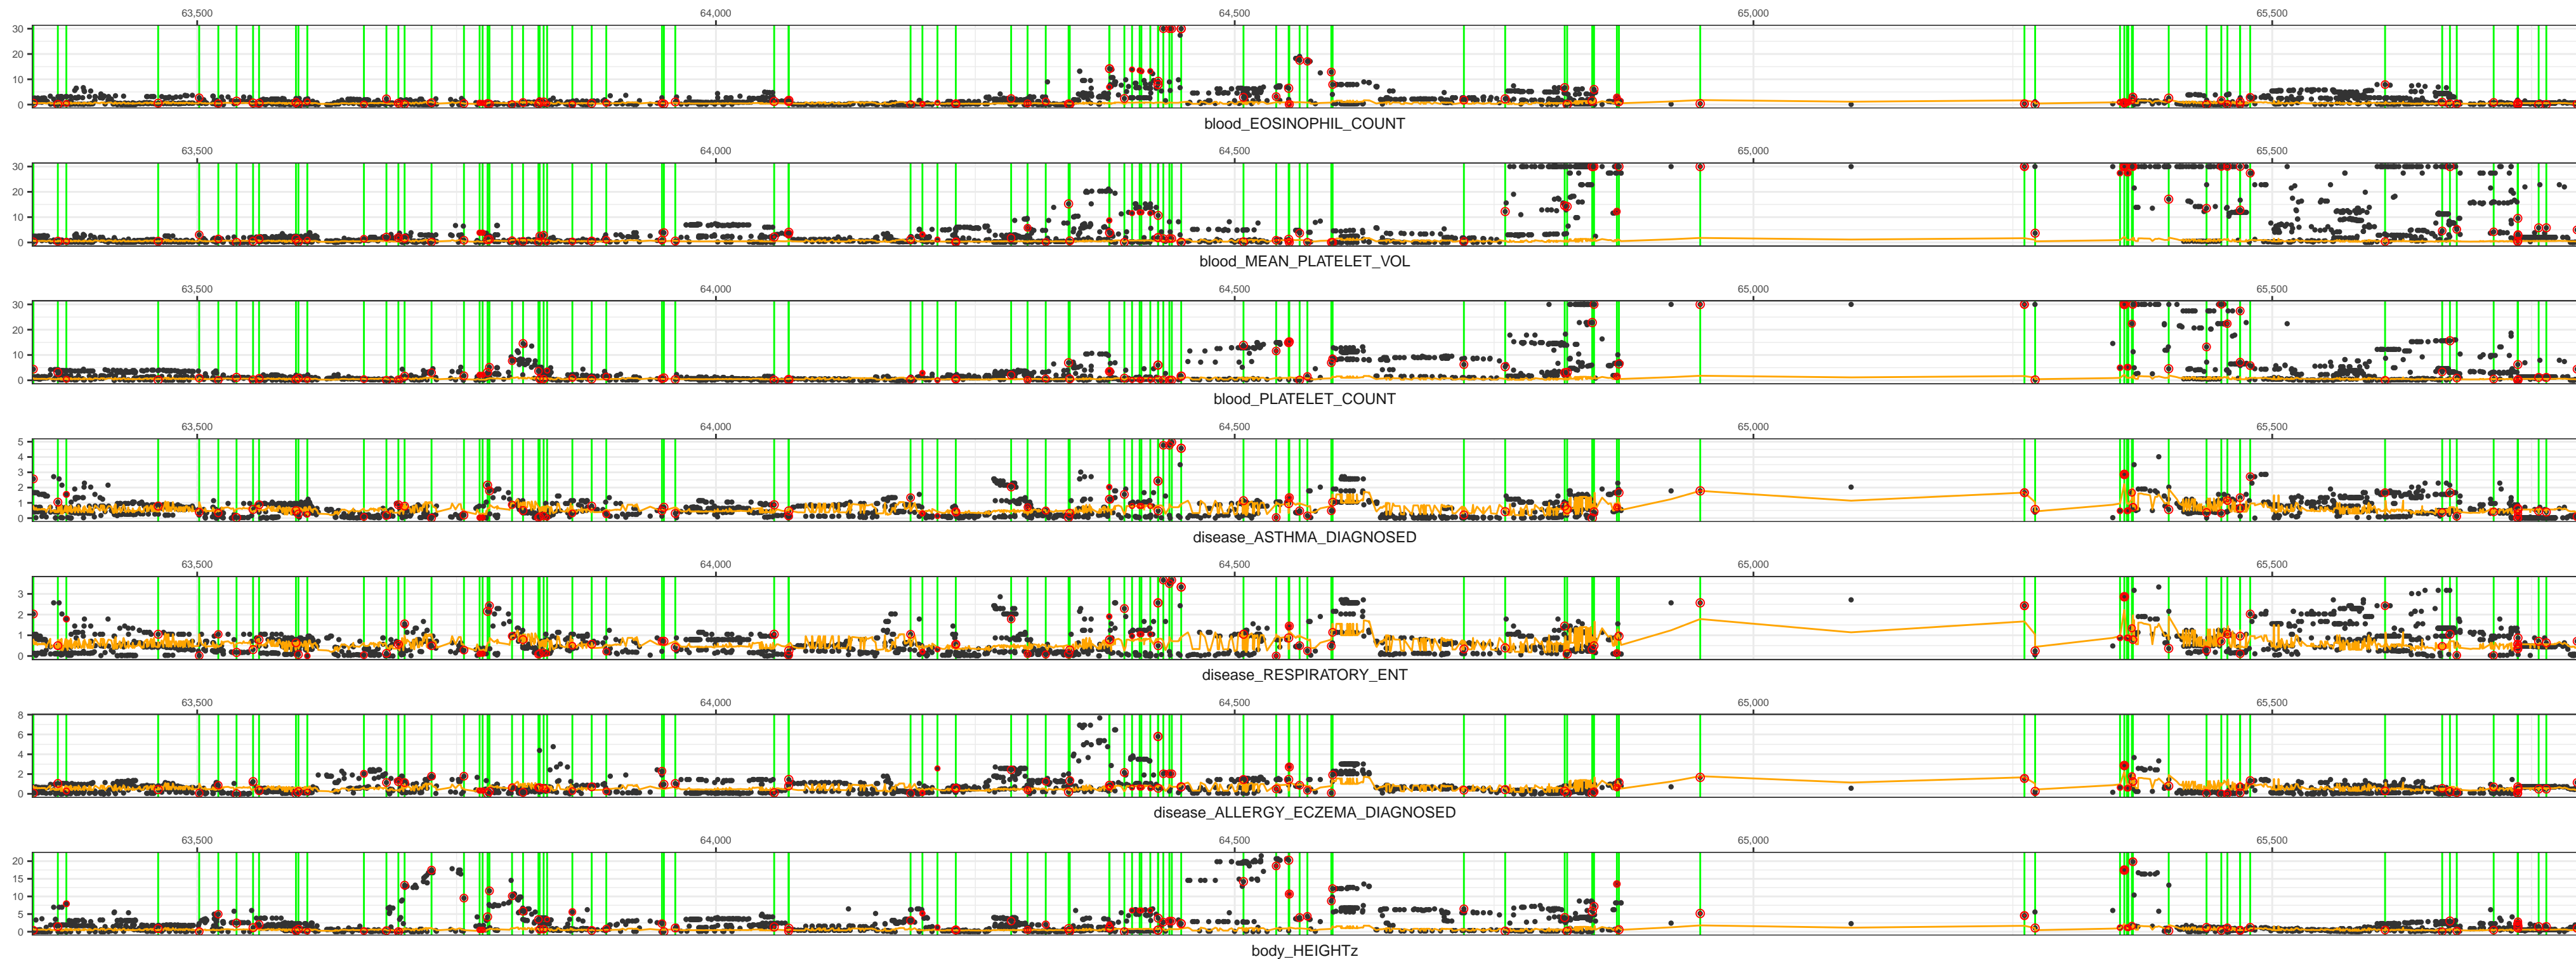 63,500 64,000 64,500 65,000 65,500
30
20
10
0
blood_EOSINOPHIL_COUNT
63,500 64,000 64,500 65,000 65,500
30
20
10
0
blood_MEAN_PLATELET_VOL
63,500 64,000 64,500 65,000 65,500
30
20
10
0
blood_PLATELET_COUNT
63,500 64,000 64,500 65,000 65,500
5
4
3
2
1
0
disease_ASTHMA_DIAGNOSED
63,500 64,000 64,500 65,000 65,500
3
2
1
0
disease_RESPIRATORY_ENT
63,500 64,000 64,500 65,000 65,500
8
6
4
2
0
disease_ALLERGY_ECZEMA_DIAGNOSED
63,500 64,000 64,500 65,000 65,500
20
15
10
5
0
body_HEIGHTz